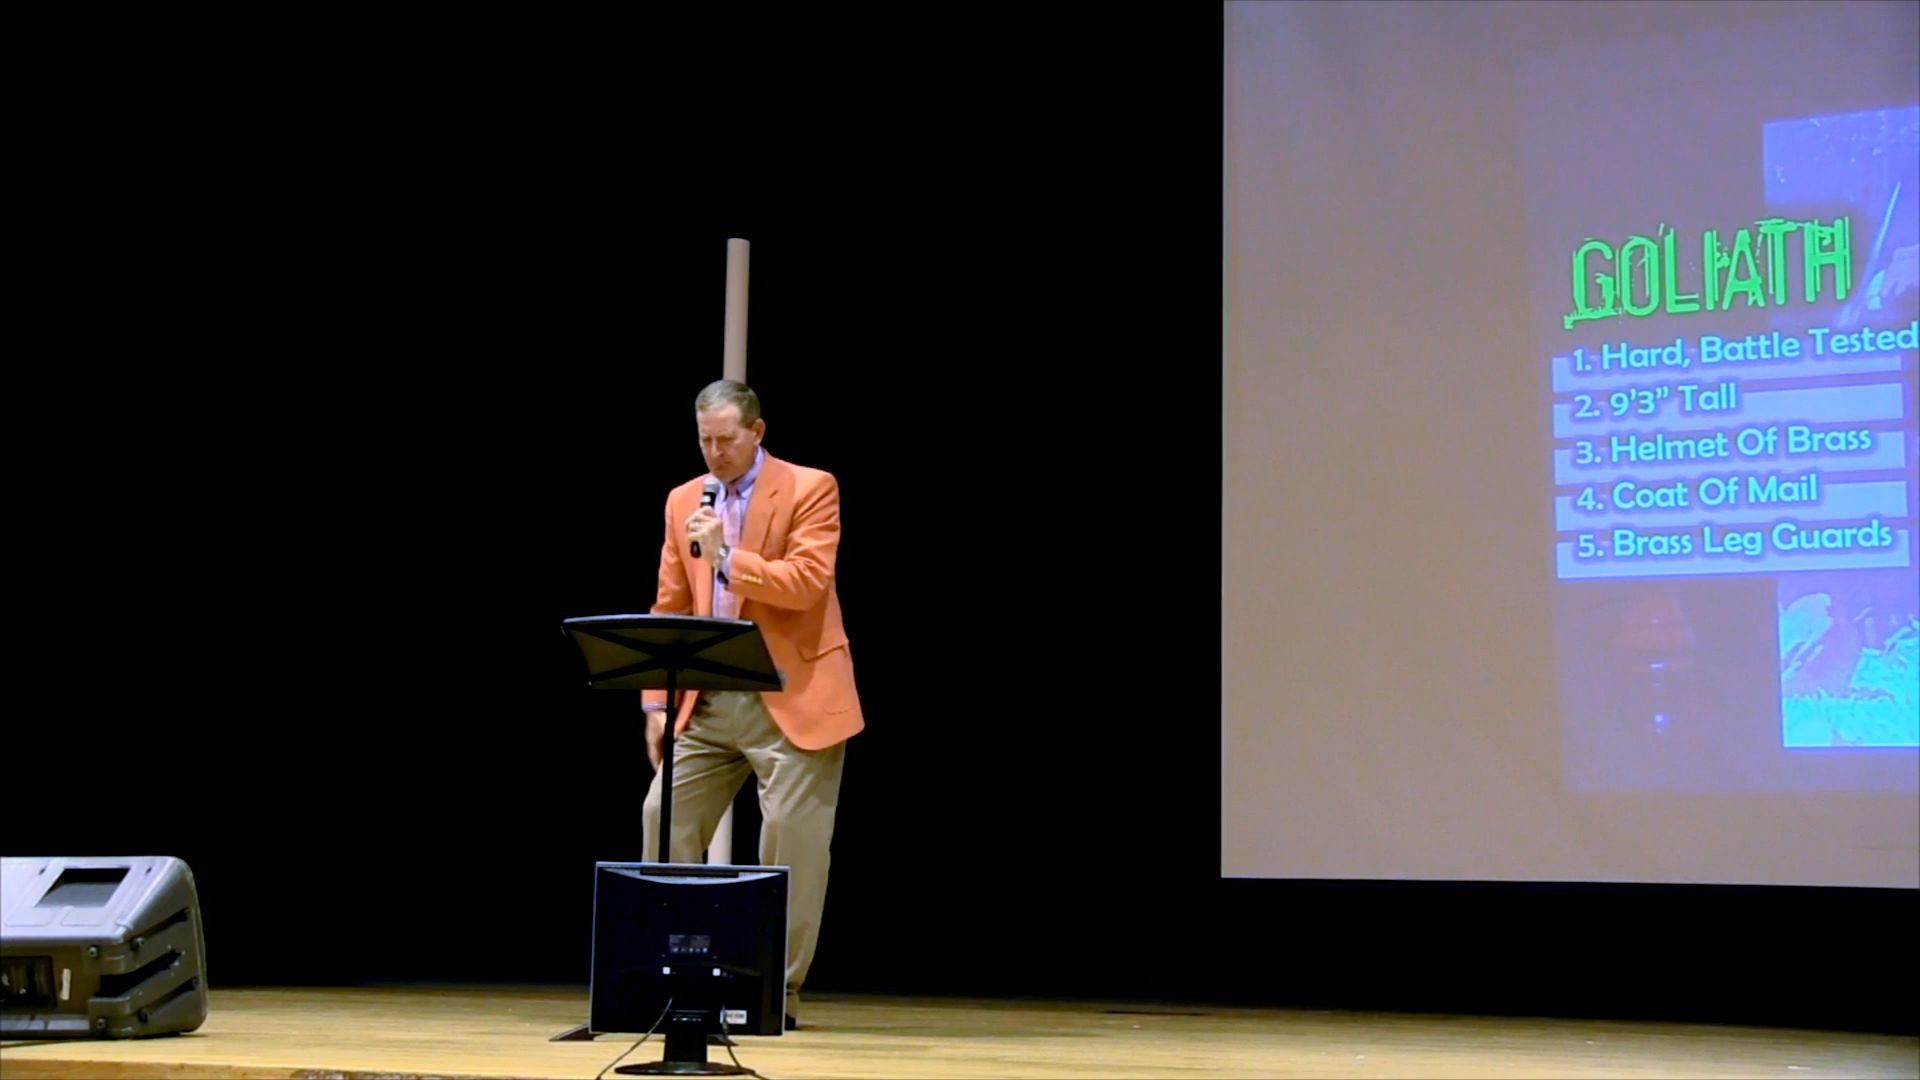 GOLIATH
1. Hard, Battle Tested
2. 9'3" Tall
3. Helmet Of Brass
4. Coat Of Mail
5. Brass Leg Guards